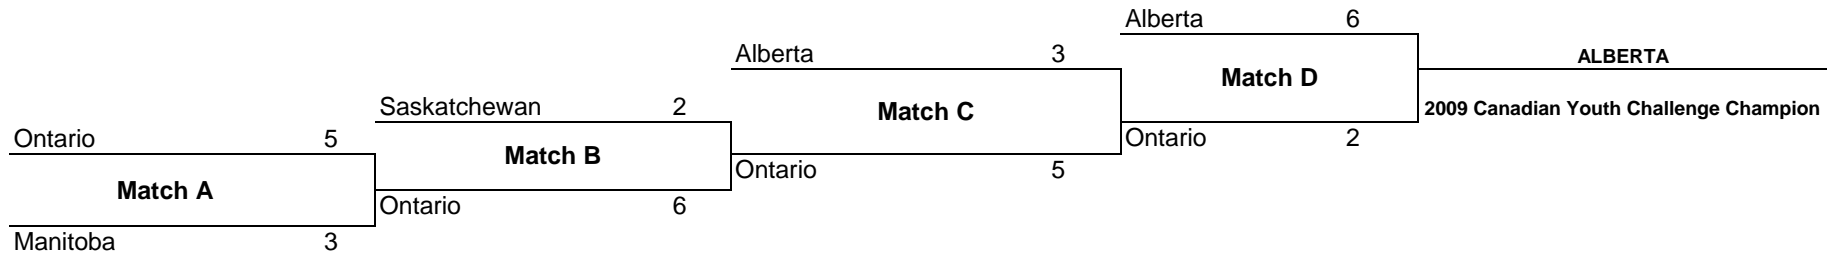 Alberta 6
Alberta 3
ALBERTA
Match D
Saskatchewan 2
Match C
2009 Canadian Youth Challenge Champion
Ontario 5
Ontario 2
Match B
Ontario 5
Match A
Ontario 6
Manitoba 3